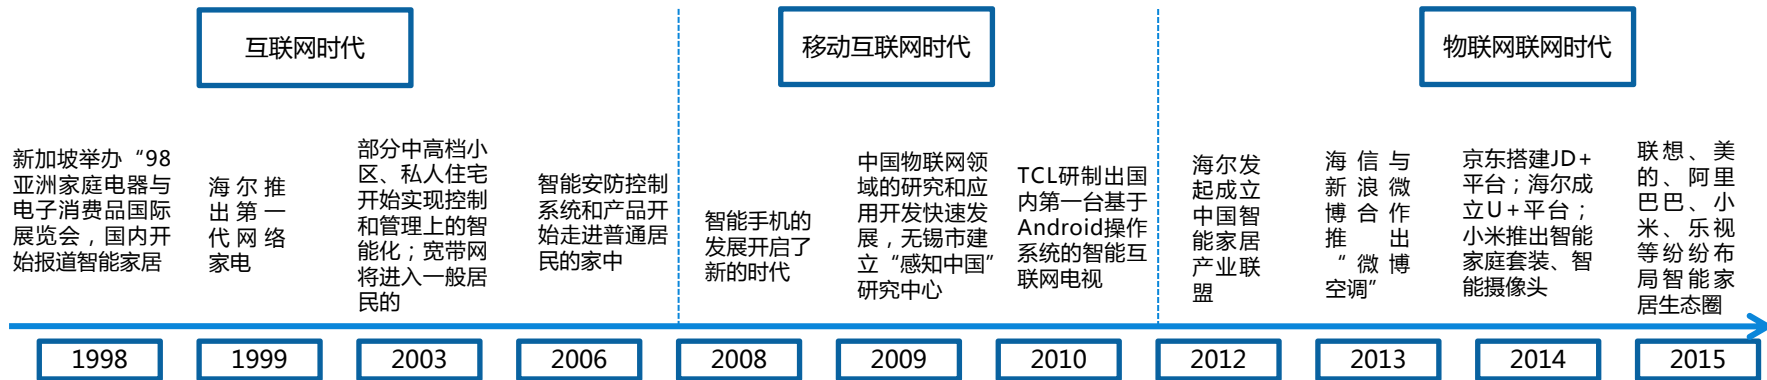 互联网时代
移动互联网时代
物联网联网时代
新加坡举办“98
亚洲家庭电器与
电子消费品国际
展览会，国内开
始报道智能家居
海尔推
出第一
代网络
家电
部分中高档小
区、私人住宅
开始实现控制
和管理上的智
能化；宽带网
将进入一般居
民的
智能安防控制
系统和产品开
始走进普通居
民的家中
智能手机的
发展开启了
新的时代
中国物联网领
域的研究和应
用开发快速发
展，无锡市建
立“感知中国”
研究中心
TCL研制出国
内第一台基于
Android操作
系统的智能互
联网电视
海尔发
起成立
中国智
能家居
产业联
盟
海信与
新浪微
博合作
推出
“微博
空调”
京东搭建JD+
平台；海尔成
立U+平台；
小米推出智能
家庭套装、智
能摄像头
联想、美
的、阿里
巴巴、小
米、乐视
等纷纷布
局智能家
居生态圈
1998
1999
2003
2006
2008
2009
2010
2012
2013
2014
2015